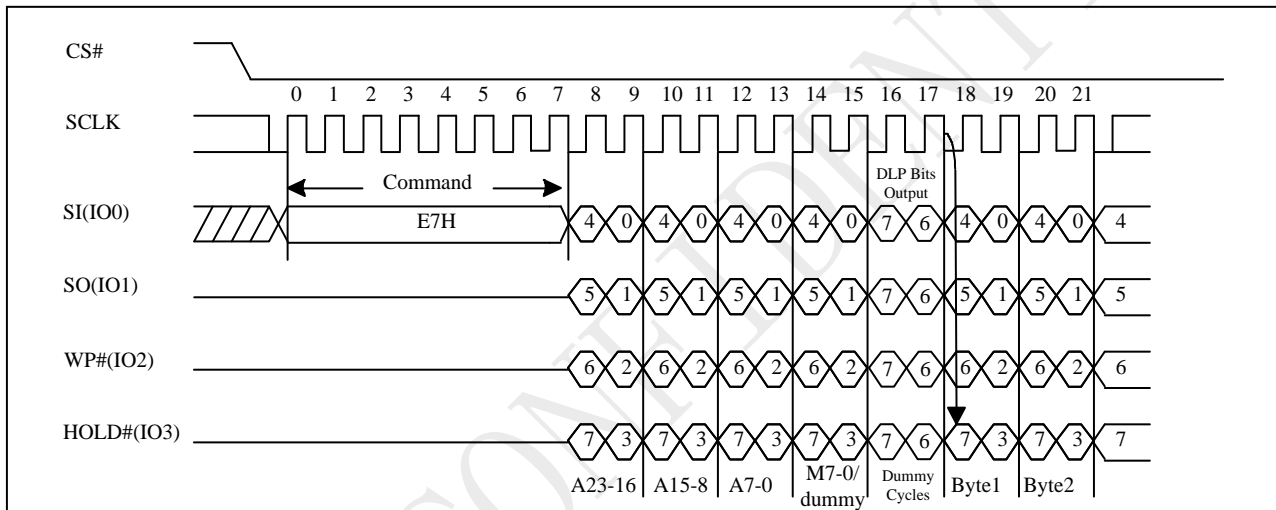 CS#
0 1 2 3 4 5 6 7 8 9 10 11 12 13 14 15 16 17 18 19 20 21
SCLK
Command
DLP Bits
Output
SI(IO0)
E7H
4 0 4 0 4 0 4 0 7 6 4 0 4 0 4
SO(IO1)
5 1 5 1 5 1 5 1 7 6 5 1 5 1 5
WP#(IO2)
6 2 6 2 6 2 6 2 7 6 6 2 6 2 6
HOLD#(IO3)
7 3 7 3 7 3 7 3 7 6 7 3 7 3 7
A23-16 A15-8 A7-0 M7-0/
dummy Dummy
Cycles Byte1 Byte2
CONFIDENT